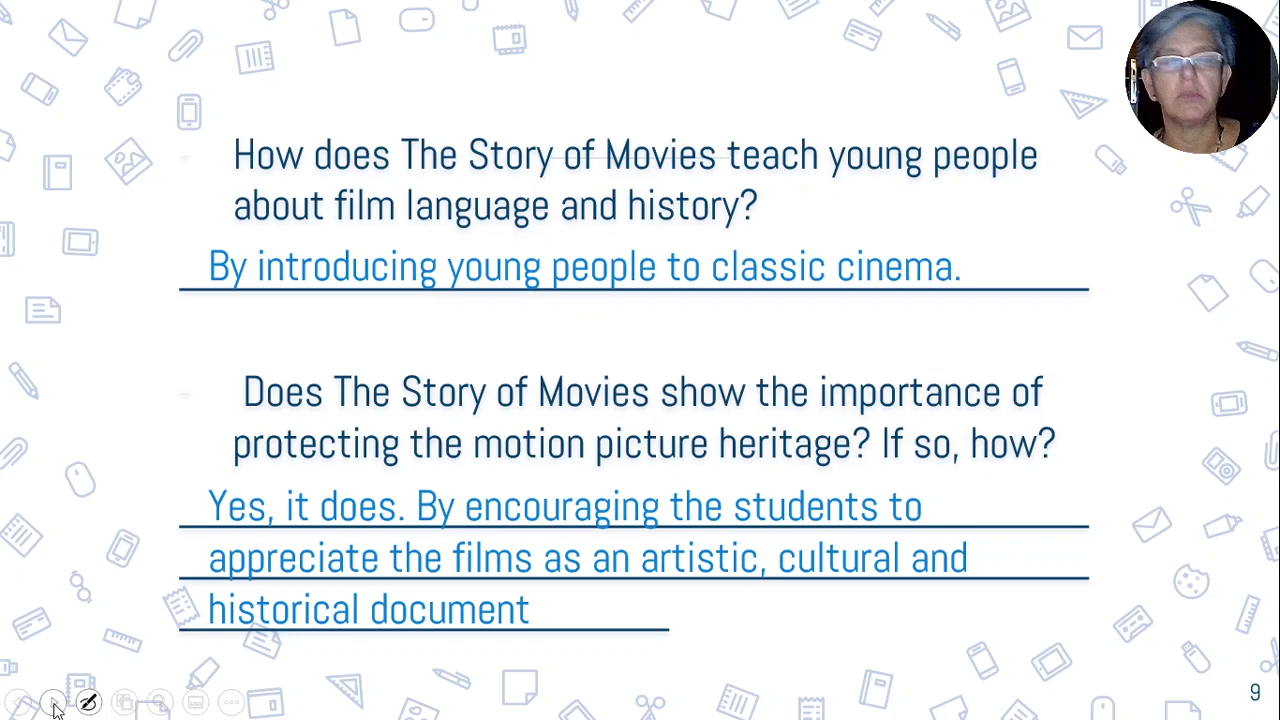 How does The Story of Movies teach young people
about film language and history?
By introducing young people to classic cinema.
Does The Story of Movies show the importance of
protecting the motion picture heritage? If so, how?
Yes, it does. By encouraging the students to
appreciate the films as an artistic, cultural and
historical document
9